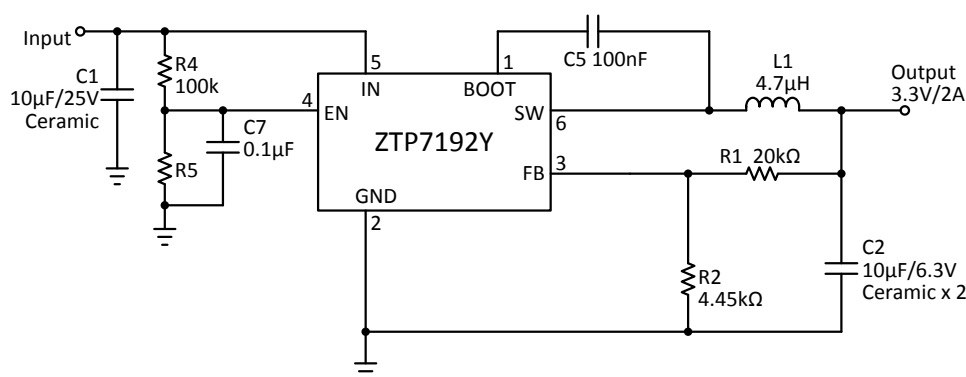 Input
C1
10µF/25V
Ceramic
R4
100k
R5
C7
0.1µF
5
IN
4
EN
1
BOOT
ZTP7192Y
SW
6
3
FB
GND
2
C5 100nF
L1
4.7µH
Output
3.3V/2A
R1 20kΩ
R2
4.45kΩ
C2
10µF/6.3V
Ceramic x 2